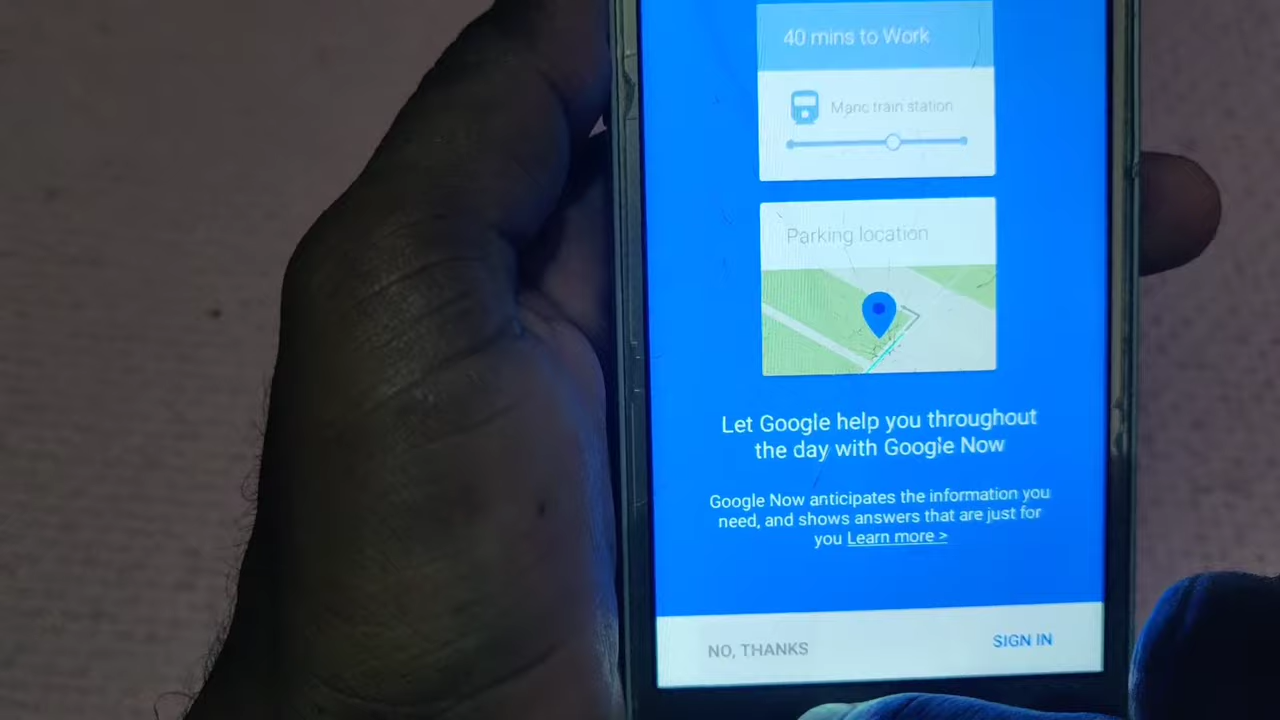 40 mins to Work
Manc train station
Parking location
Let Google help you throughout
the day with Google Now
Google Now anticipates the information you
need, and shows answers that are just for
you Learn more >
NO, THANKS
SIGN IN